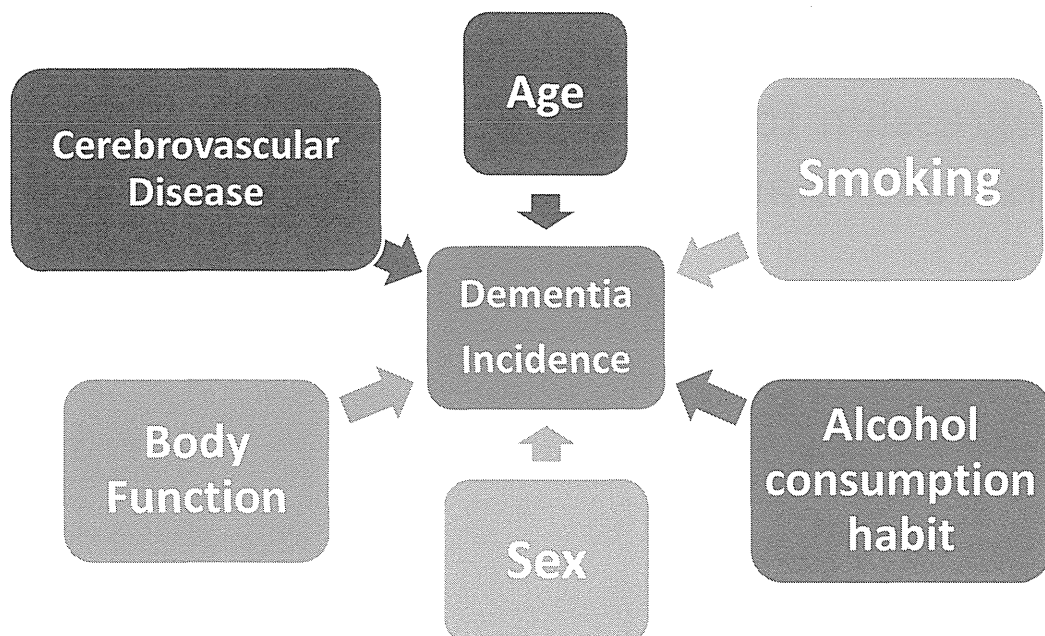 Age
Cerebrovascular
Disease
Smoking
Dementia
Incidence
Body
Function
Alcohol
consumption
habit
Sex